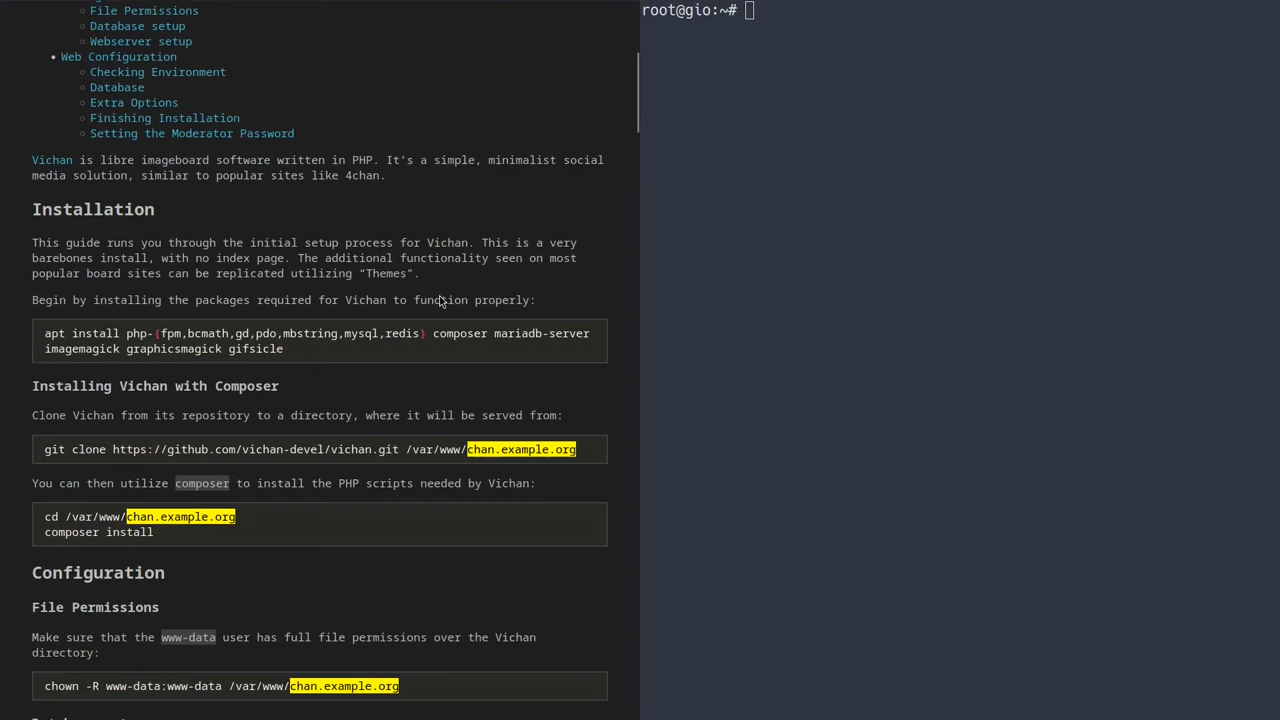 File Permissions
Database setup
Webserver setup
Web Configuration
Checking Environment
Database
Extra Options
Finishing Installation
Setting the Moderator Password
Vichan is libre imageboard software written in PHP. It's a simple, minimalist social
media solution, similar to popular sites like 4chan.
Installation
This guide runs you through the initial setup process for Vichan. This is a very
barebones install, with no index page. The additional functionality seen on most
popular board sites can be replicated utilizing “Themes”.
Begin by installing the packages required for Vichan to function properly:
apt install php-{fpm,bcmath,gd,pdo,mbstring,mysql,redis} composer mariadb-server
imagemagick graphicsmagick gifsicle
Installing Vichan with Composer
Clone Vichan from its repository to a directory, where it will be served from:
git clone https://github.com/vichan-devel/vichan.git /var/www/chan.example.org
You can then utilize composer to install the PHP scripts needed by Vichan:
cd /var/www/chan.example.org
composer install
Configuration
File Permissions
Make sure that the www-data user has full file permissions over the Vichan
directory:
chown -R www-data:www-data /var/www/chan.example.org
root@gio:~#